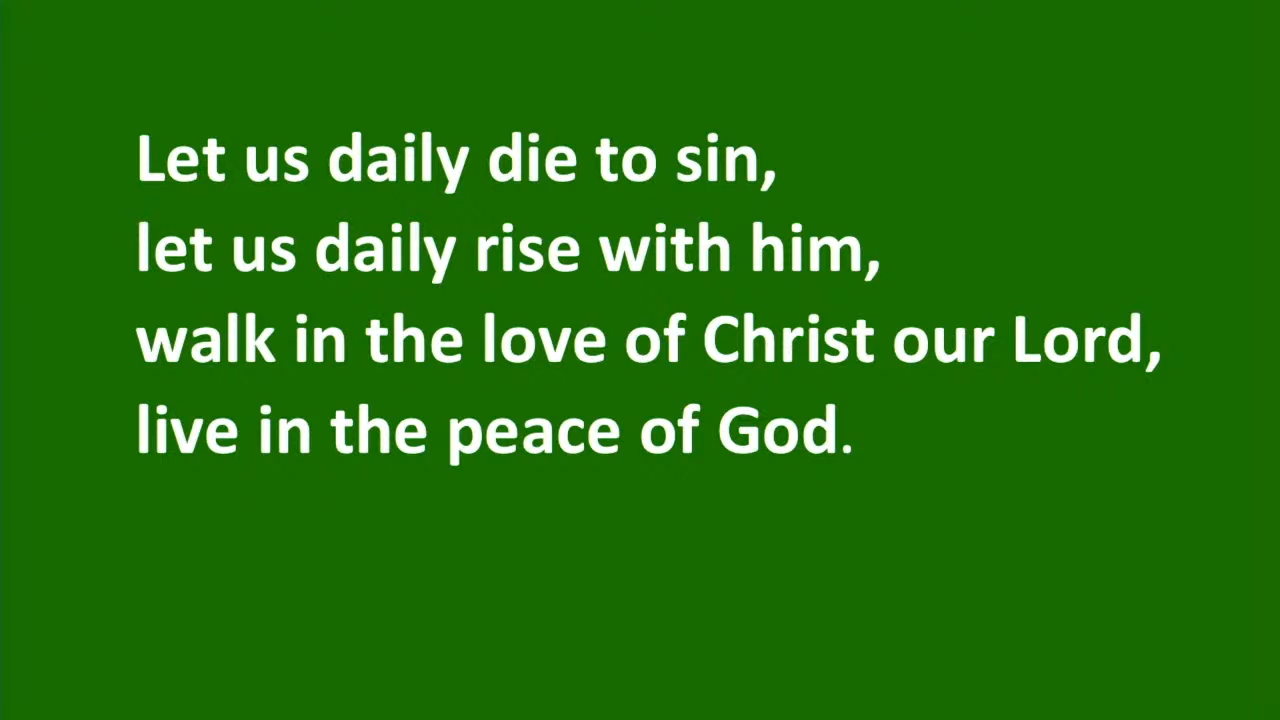 Let us daily die to sin,
let us daily rise with him,
walk in the love of Christ our Lord,
live in the peace of God.